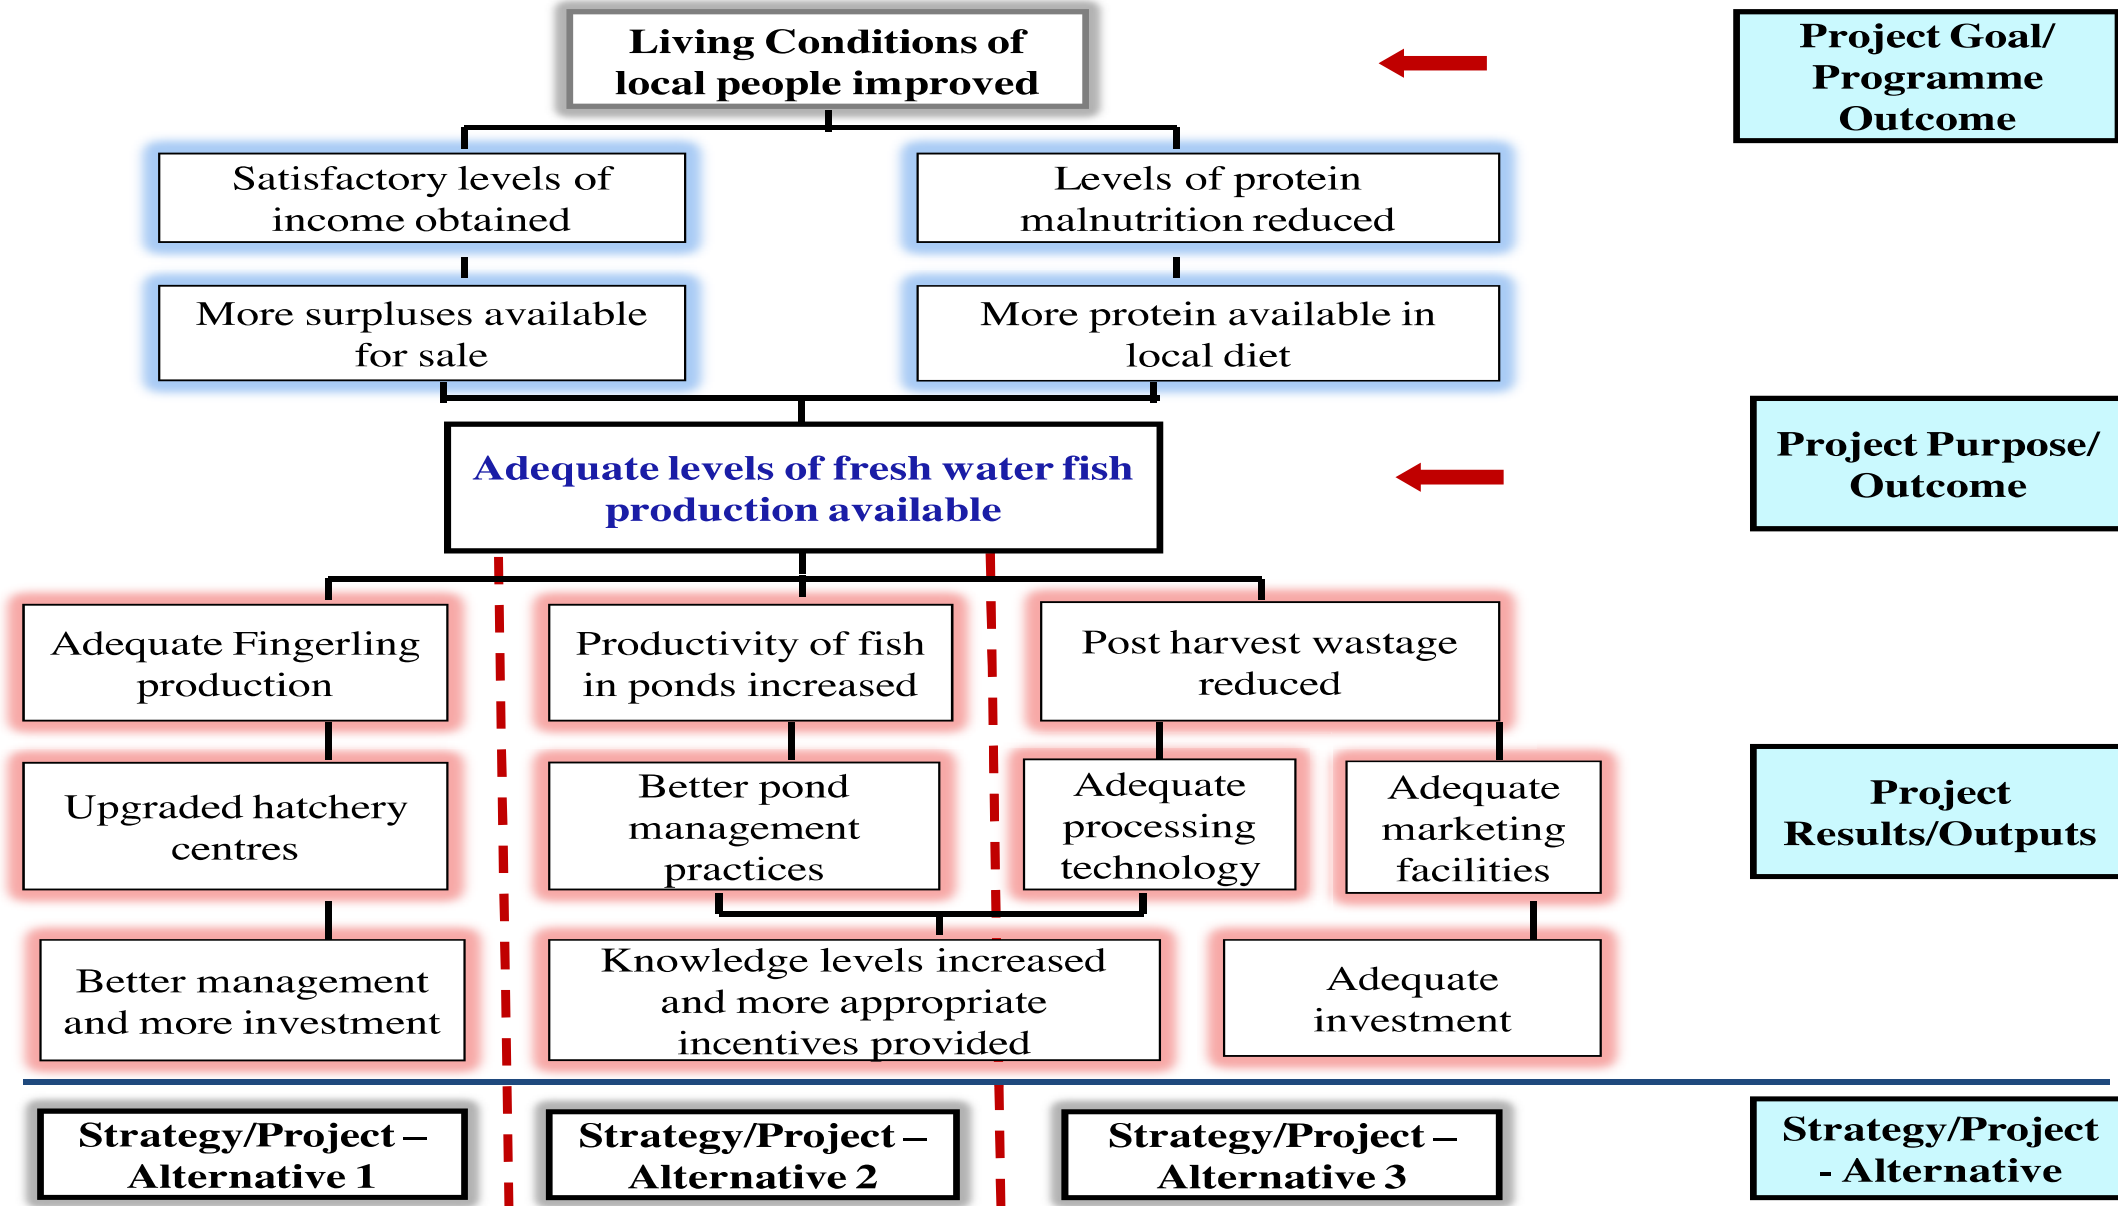 Living Conditions of
local people improved
Project Goal/
Programme
Outcome
Satisfactory levels of
income obtained
Levels of protein
malnutrition reduced
More surpluses available
for sale
More protein available in
local diet
Adequate levels of fresh water fish
production available
Project Purpose/
Outcome
Adequate Fingerling
production
Productivity of fish
in ponds increased
Post harvest wastage
reduced
Upgraded hatchery
centres
Better pond
management
practices
Adequate
processing
technology
Adequate
marketing
facilities
Project
Results/Outputs
Better management
and more investment
Knowledge levels increased
and more appropriate
incentives provided
Adequate
investment
Strategy/Project –
Alternative 1
Strategy/Project –
Alternative 2
Strategy/Project –
Alternative 3
Strategy/Project
- Alternative